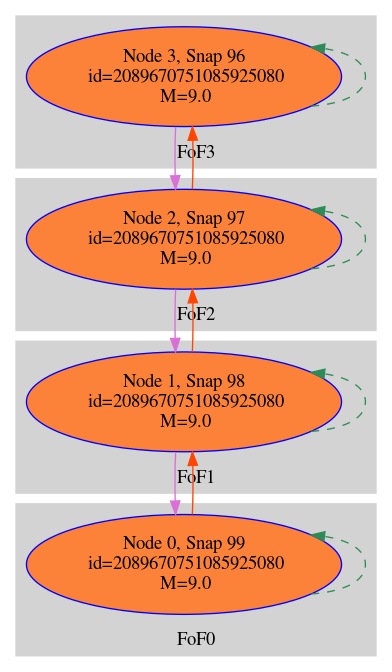 Node 3, Snap 96
id=2089670751085925080
M=9.0
FoF3
Node 2, Snap 97
id=2089670751085925080
M=9.0
FoF2
Node 1, Snap 98
id=2089670751085925080
M=9.0
FoF1
Node 0, Snap 99
id=2089670751085925080
M=9.0
FoF0